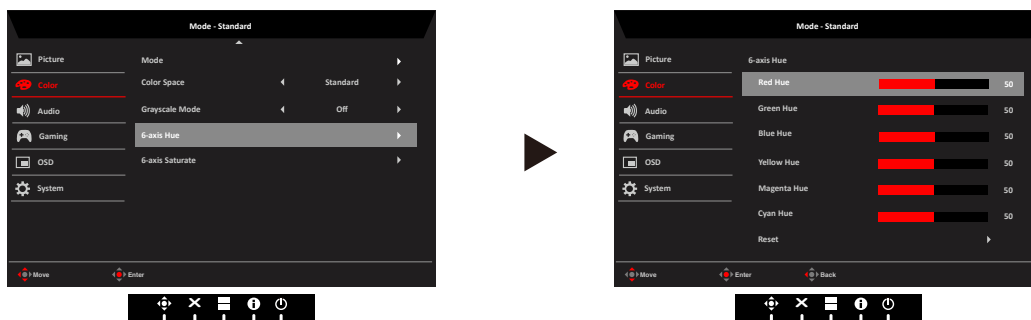 Mode - Standard
Picture
Color
Audio
Gaming
OSD
System
Mode
Color Space Standard
Grayscale Mode Off
6-axis Hue
6-axis Saturate
Move Enter
Mode - Standard
Picture
Color
Audio
Gaming
OSD
System
6-axis Hue
Red Hue 50
Green Hue 50
Blue Hue 50
Yellow Hue 50
Magenta Hue 50
Cyan Hue 50
Reset
Move Enter Back